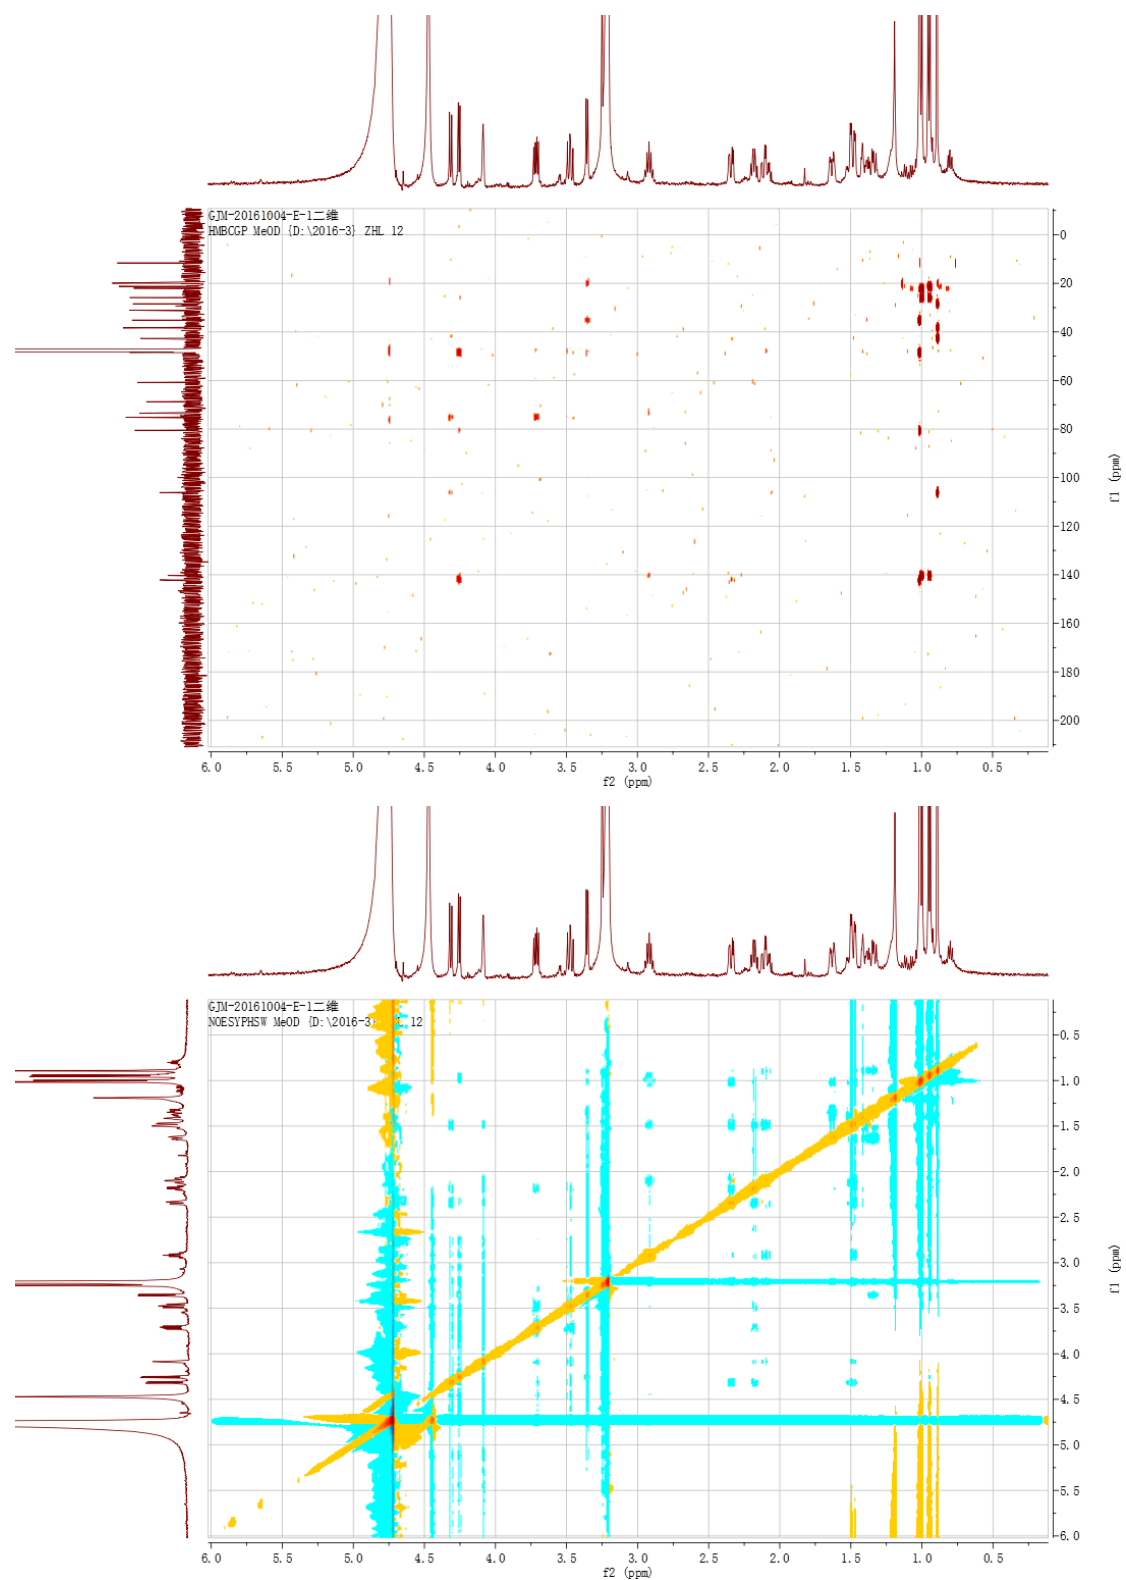 GJM-20161004-E-1二维
HMBCGP MeOD {D:\2016-3} ZHL 12
0
20
40
60
80
100
120
140
160
180
200
f1 (ppm)
6.0 5.5 5.0 4.5 4.0 3.5 3.0 2.5 2.0 1.5 1.0 0.5
f2 (ppm)
GJM-20161004-E-1二维
NOESYPHSW MeOD {D:\2016-3 12
0.5
1.0
1.5
2.0
2.5
3.0
3.5
4.0
4.5
5.0
5.5
6.0
f1 (ppm)
6.0 5.5 5.0 4.5 4.0 3.5 3.0 2.5 2.0 1.5 1.0 0.5
f2 (ppm)